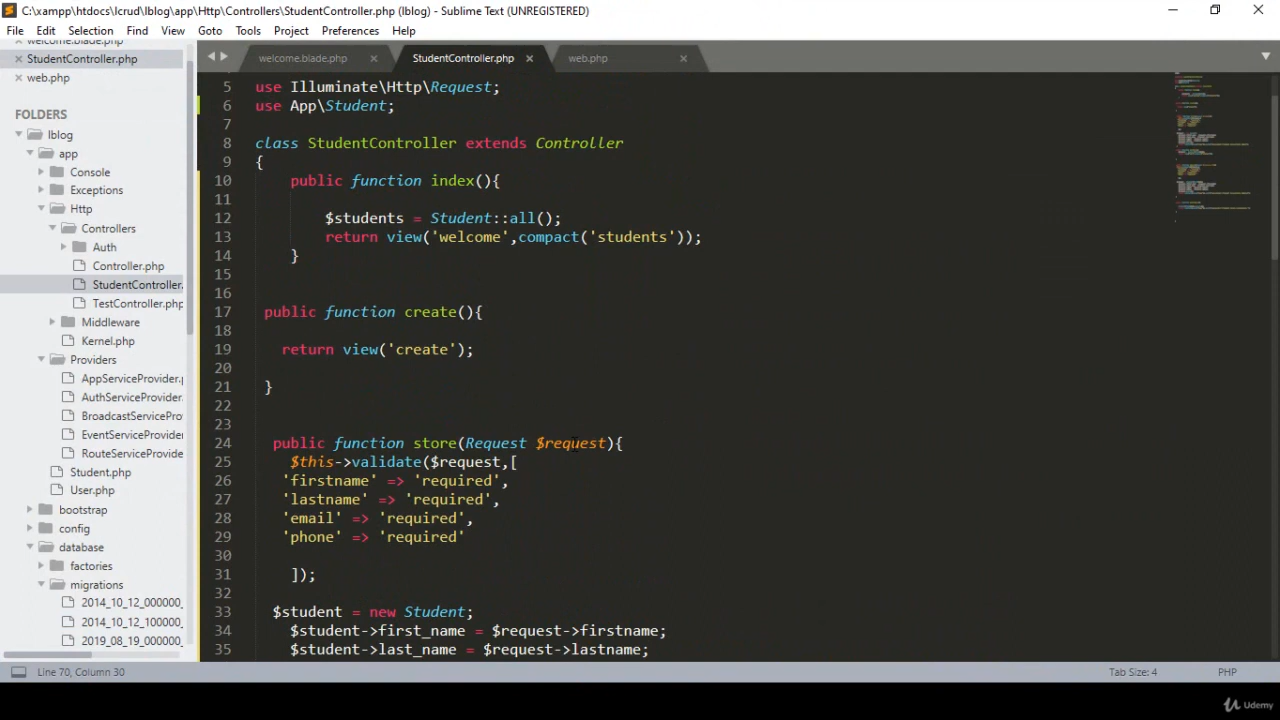 C:\xampp\htdocs\lcrud\lblog\app\Http\Controllers\StudentController.php (lblog) - Sublime Text (UNREGISTERED)
File Edit Selection Find View Goto Tools Project Preferences Help
welcome.blade.php
StudentController.php
web.php
welcome.blade.php
StudentController.php
web.php
FOLDERS
lblog
app
Console
Exceptions
Http
Controllers
Auth
Controller.php
StudentController.
TestController.php
Middleware
Kernel.php
Providers
AppServiceProvider.p
AuthServiceProvider.
BroadcastServicePro
EventServiceProvider
RouteServiceProvider
Student.php
User.php
bootstrap
config
database
factories
migrations
2014_10_12_000000_
2014_10_12_100000_
2019_08_19_000000_
5 use Illuminate\Http\Request;
6 use App\Student;
7
8 class StudentController extends Controller
9 {
10 public function index(){
11
12 $students = Student::all();
13 return view('welcome',compact('students'));
14 }
15
16
17 public function create(){
18
19 return view('create');
20
21 }
22
23
24 public function store(Request $request){
25 $this->validate($request,[
26 'firstname' => 'required',
27 'lastname' => 'required',
28 'email' => 'required',
29 'phone' => 'required'
30
31 ]);
32
33 $student = new Student;
34 $student->first_name = $request->firstname;
35 $student->last_name = $request->lastname;
Line 70, Column 30
Tab Size: 4
PHP
Udemy